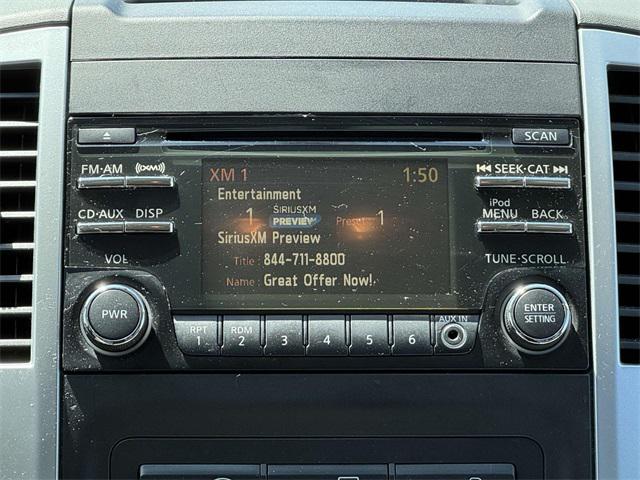 SCAN
FM·AM ((XM))
SEEK·CAT
CD·AUX DISP
iPod
MENU BACK
VOL
TUNE·SCROLL
XM 1 1:50
Entertainment
1 SIRIUSXM PREVIEW Preset 1
SiriusXM Preview
Title : 844-711-8800
Name : Great Offer Now!
PWR
ENTER
SETTING
RPT RDM AUX IN
1 2 3 4 5 6